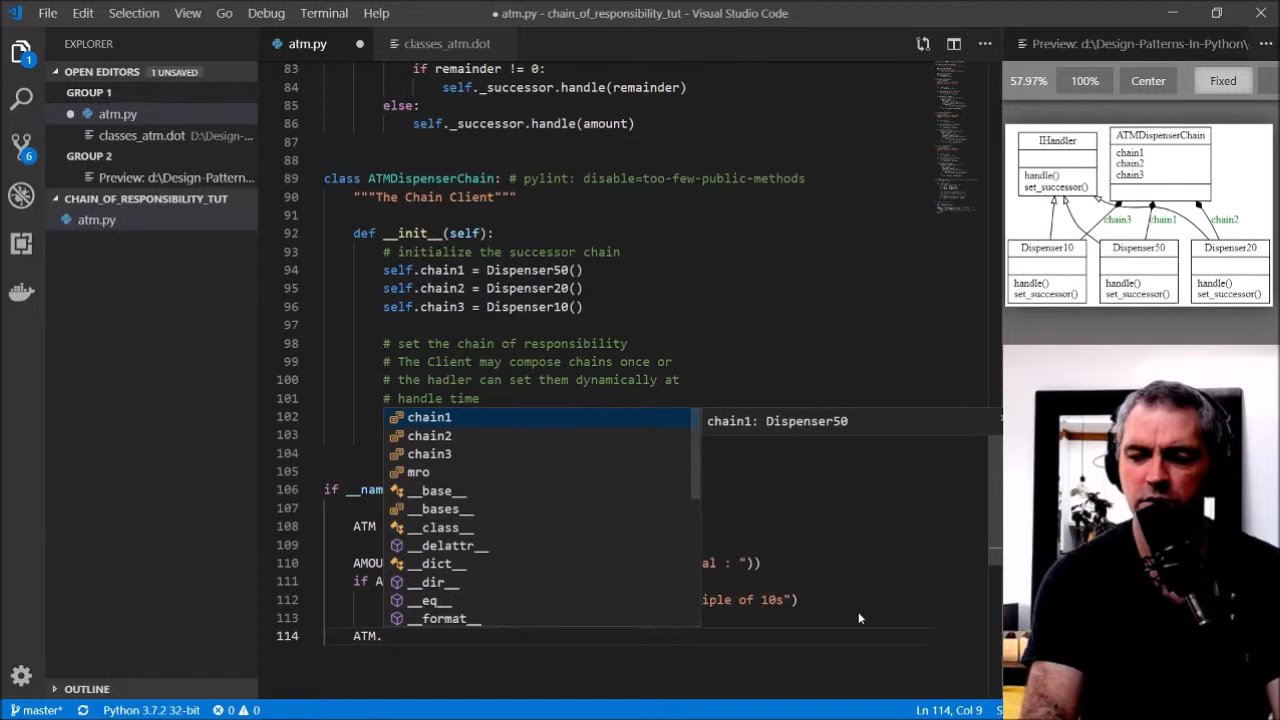 File Edit Selection View Go Debug Terminal Help
● atm.py - chain_of_responsibility_tut - Visual Studio Code
EXPLORER
OPEN EDITORS 1 UNSAVED
GROUP 1
atm.py
classes_atm.dot D:\Design-...
GROUP 2
Preview: d:\Design-Pattern...
CHAIN_OF_RESPONSIBILITY_TUT
atm.py
OUTLINE
1
6
atm.py
classes_atm.dot
83 if remainder != 0:
84 self._successor.handle(remainder)
85 else:
86 self._successor.handle(amount)
87
88
89 class ATMDispenserChain: # pylint: disable=too-few-public-methods
90 """The Chain Client"""
91
92 def __init__(self):
93 # initialize the successor chain
94 self.chain1 = Dispenser50()
95 self.chain2 = Dispenser20()
96 self.chain3 = Dispenser10()
97
98 # set the chain of responsibility
99 # The Client may compose chains once or
100 # the hadler can set them dynamically at
101 # handle time
102
103
104
105
106 if __nam
107
108 ATM
109
110 AMOU al : "))
111 if A
112 iple of 10s")
113
114 ATM.
chain1
chain2
chain3
mro
__base__
__bases__
__class__
__delattr__
__dict__
__dir__
__eq__
__format__
chain1: Dispenser50
Preview: d:\Design-Patterns-In-Python\
57.97% 100% Center Fixed
IHandler
handle()
set_successor()
ATMDispenserChain
chain1
chain2
chain3
chain3 chain1 chain2
Dispenser10
handle()
set_successor()
Dispenser50
handle()
set_successor()
Dispenser20
handle()
set_successor()
master* Python 3.7.2 32-bit 0 0
Ln 114, Col 9